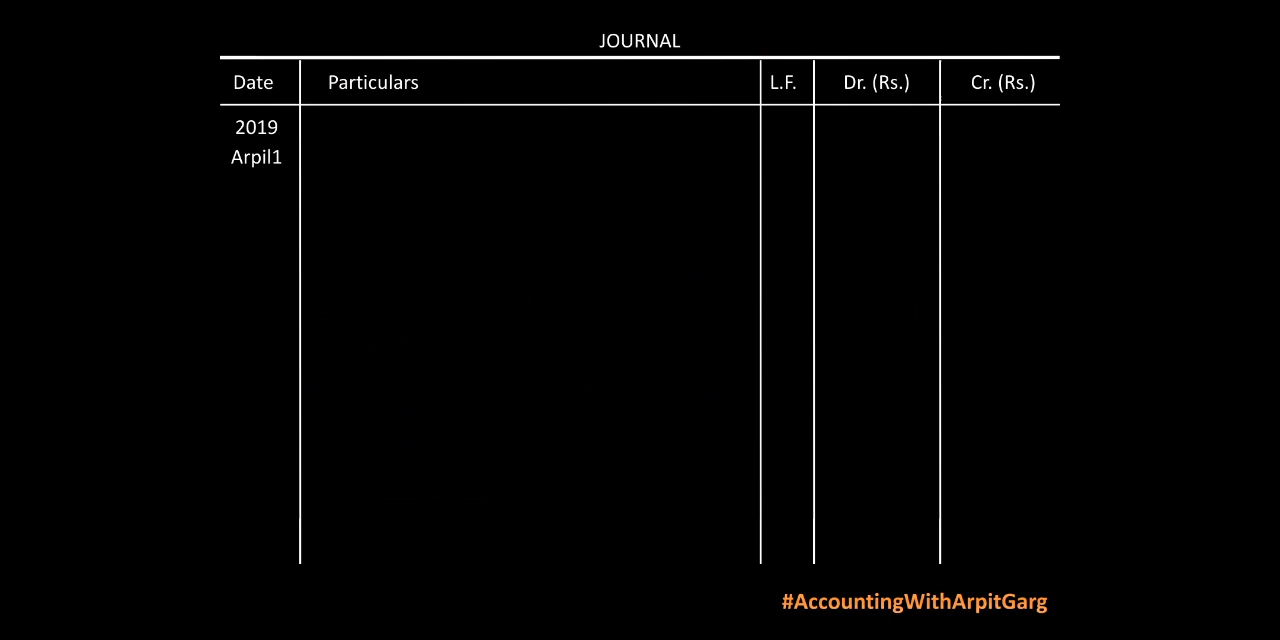 JOURNAL
Date Particulars L.F. Dr. (Rs.) Cr. (Rs.)
2019
Arpil1
#AccountingWithArpitGarg